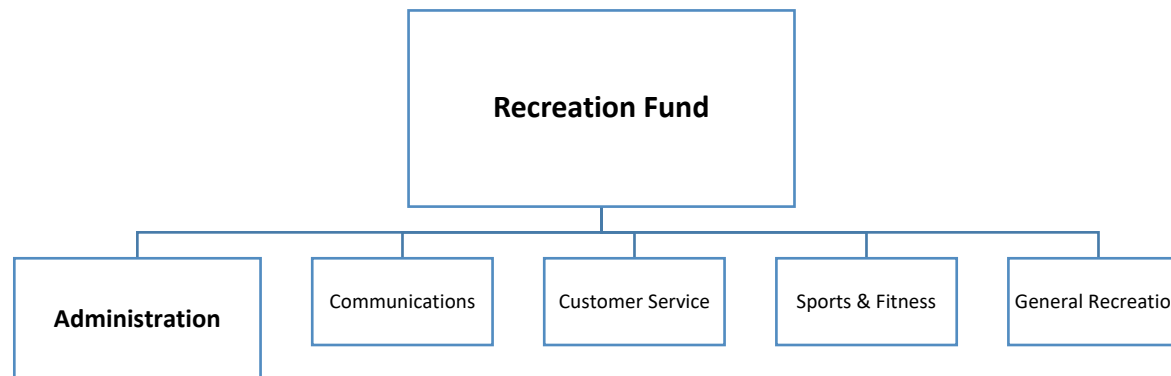 Recreation Fund
Administration
Communications
Customer Service
Sports & Fitness
General Recreatio